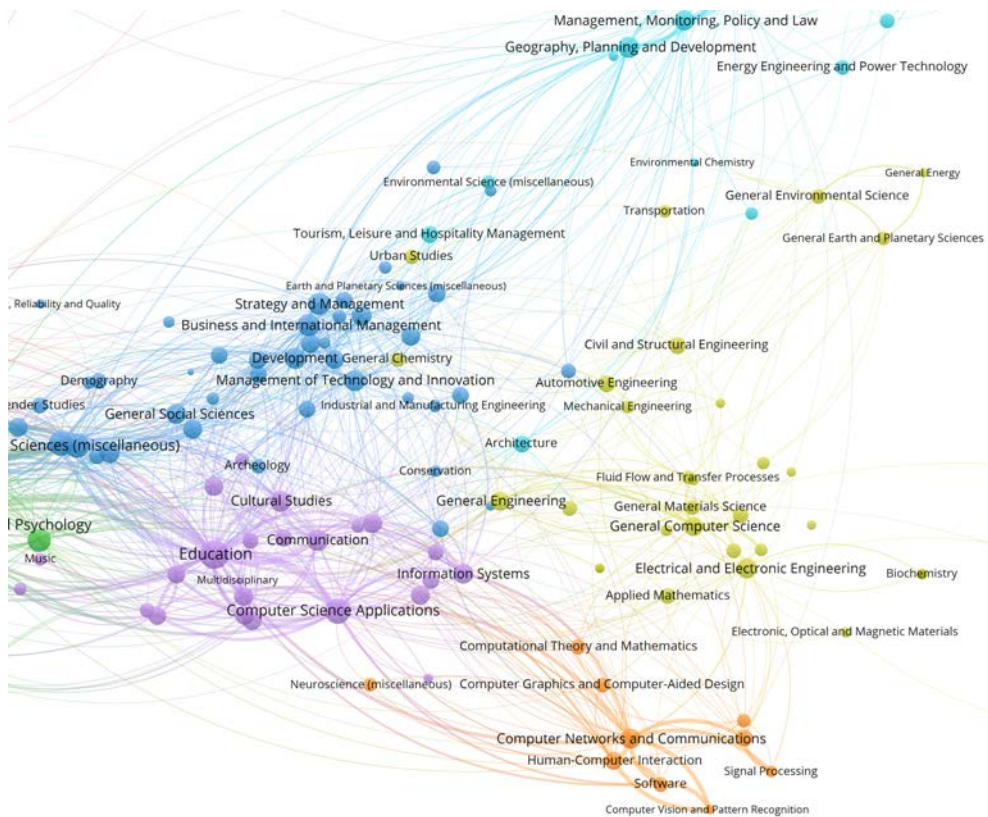 Management, Monitoring, Policy and Law
Geography, Planning and Development
Energy Engineering and Power Technology
Environmental Chemistry
General Energy
Environmental Science (miscellaneous)
General Environmental Science
Transportation
Tourism, Leisure and Hospitality Management
General Earth and Planetary Sciences
Urban Studies
Earth and Planetary Sciences (miscellaneous)
, Reliability and Quality
Strategy and Management
Business and International Management
Civil and Structural Engineering
Development
General Chemistry
Demography
Management of Technology and Innovation
Automotive Engineering
ender Studies
Industrial and Manufacturing Engineering
Mechanical Engineering
General Social Sciences
Sciences (miscellaneous)
Architecture
Archeology
Conservation
Fluid Flow and Transfer Processes
Cultural Studies
General Engineering
General Materials Science
Psychology
General Computer Science
Communication
Education
Music
Electrical and Electronic Engineering
Information Systems
Biochemistry
Multidisciplinary
Applied Mathematics
Computer Science Applications
Electronic, Optical and Magnetic Materials
Computational Theory and Mathematics
Neuroscience (miscellaneous)
Computer Graphics and Computer-Aided Design
Computer Networks and Communications
Human-Computer Interaction
Signal Processing
Software
Computer Vision and Pattern Recognition